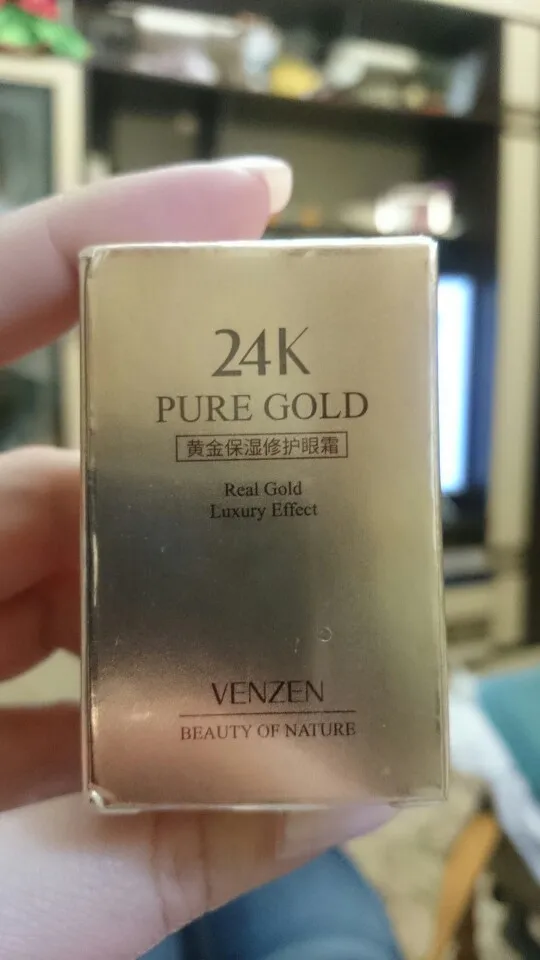 24K
PURE GOLD
黄金保湿修护眼霜
Real Gold
Luxury Effect
VENZEN
BEAUTY OF NATURE